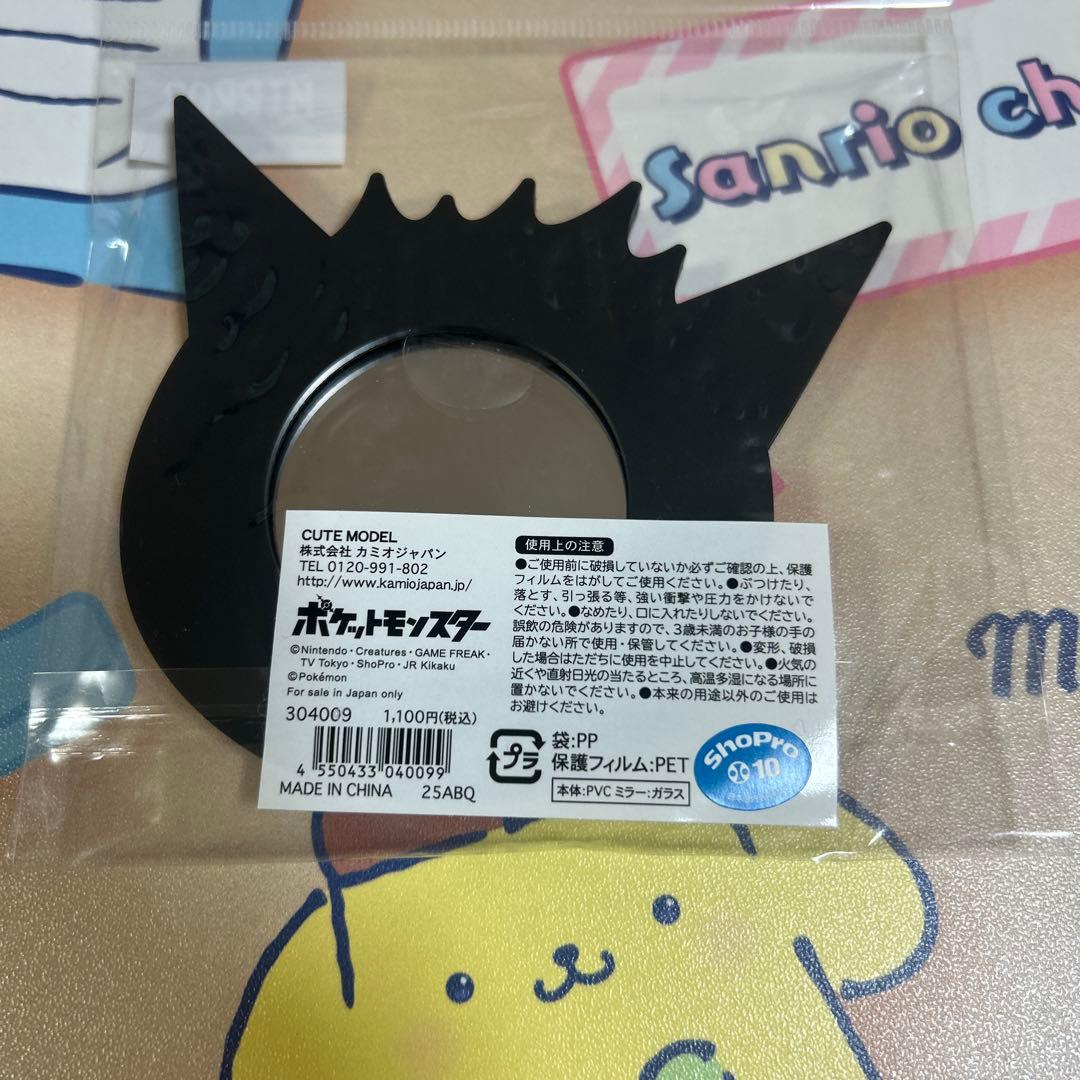 Sanrio ch
CUTE MODEL
株式会社 カミオジャパン
TEL 0120-991-802
http://www.kamiojapan.jp/
ポケットモンスター
©Nintendo・Creatures・GAME FREAK・
TV Tokyo・ShoPro・JR Kikaku
©Pokémon
For sale in Japan only
304009 1,100円(税込)
4 550433 040099
MADE IN CHINA 25ABQ
使用上の注意
●ご使用前に破損していないか必ずご確認の上、保護
フィルムをはがしてご使用ください。●ぶつけたり、
落とす、引っ張る等、強い衝撃や圧力をかけないで
ください。●なめたり、口に入れたりしないでください。
誤飲の危険がありますので、3歳未満のお子様の手の
届かない所で使用・保管してください。●変形、破損
した場合はただちに使用を中止してください。●火気の
近くや直射日光の当たるところ、高温多湿になる場所に
置かないでください。●本来の用途以外のご使用は
お避けください。
プラ
袋:PP
保護フィルム:PET
本体:PVC ミラー:ガラス
ShoPro
10
m